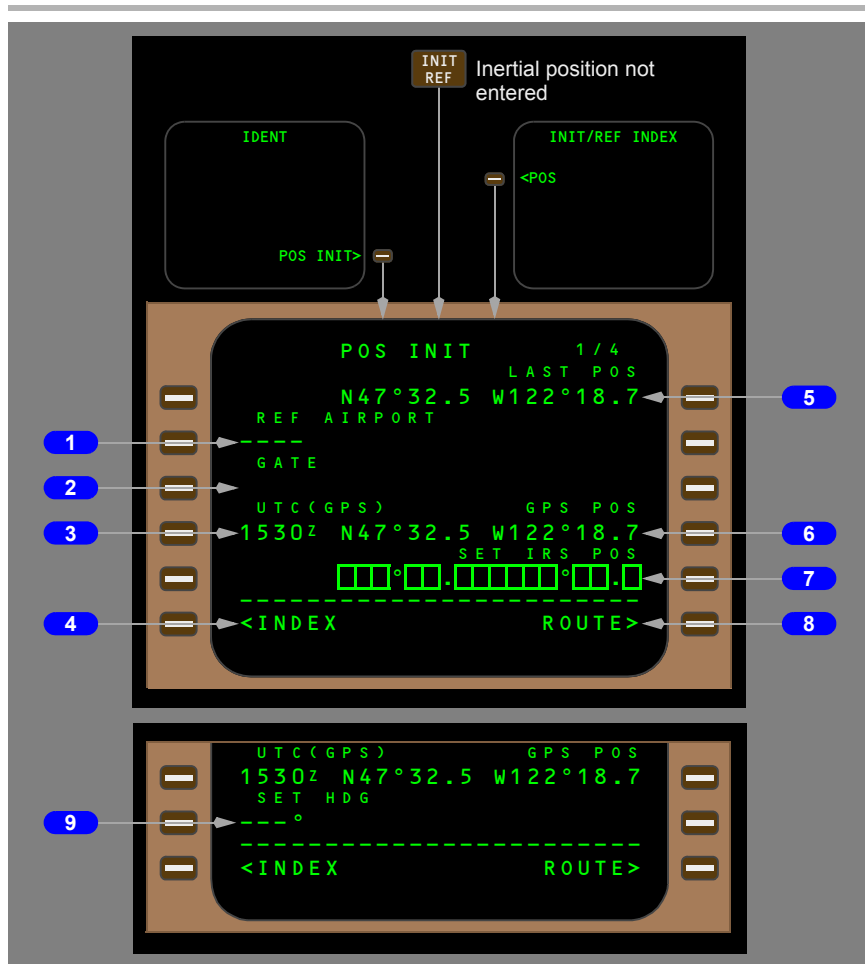 INIT
REF
Inertial position not
entered
IDENT
POS INIT>
INIT/REF INDEX
<POS
POS INIT 1/4
LAST POS
N47°32.5 W122°18.7
5
REF AIRPORT
1
----
GATE
2
UTC(GPS) GPS POS
3
1530Z N47°32.5 W122°18.7
6
SET IRS POS
□□□°□□.□□□□□□°□□.□
7
------------------------
4
<INDEX ROUTE>
8
UTC(GPS) GPS POS
1530Z N47°32.5 W122°18.7
SET HDG
9
---°
------------------------
<INDEX ROUTE>